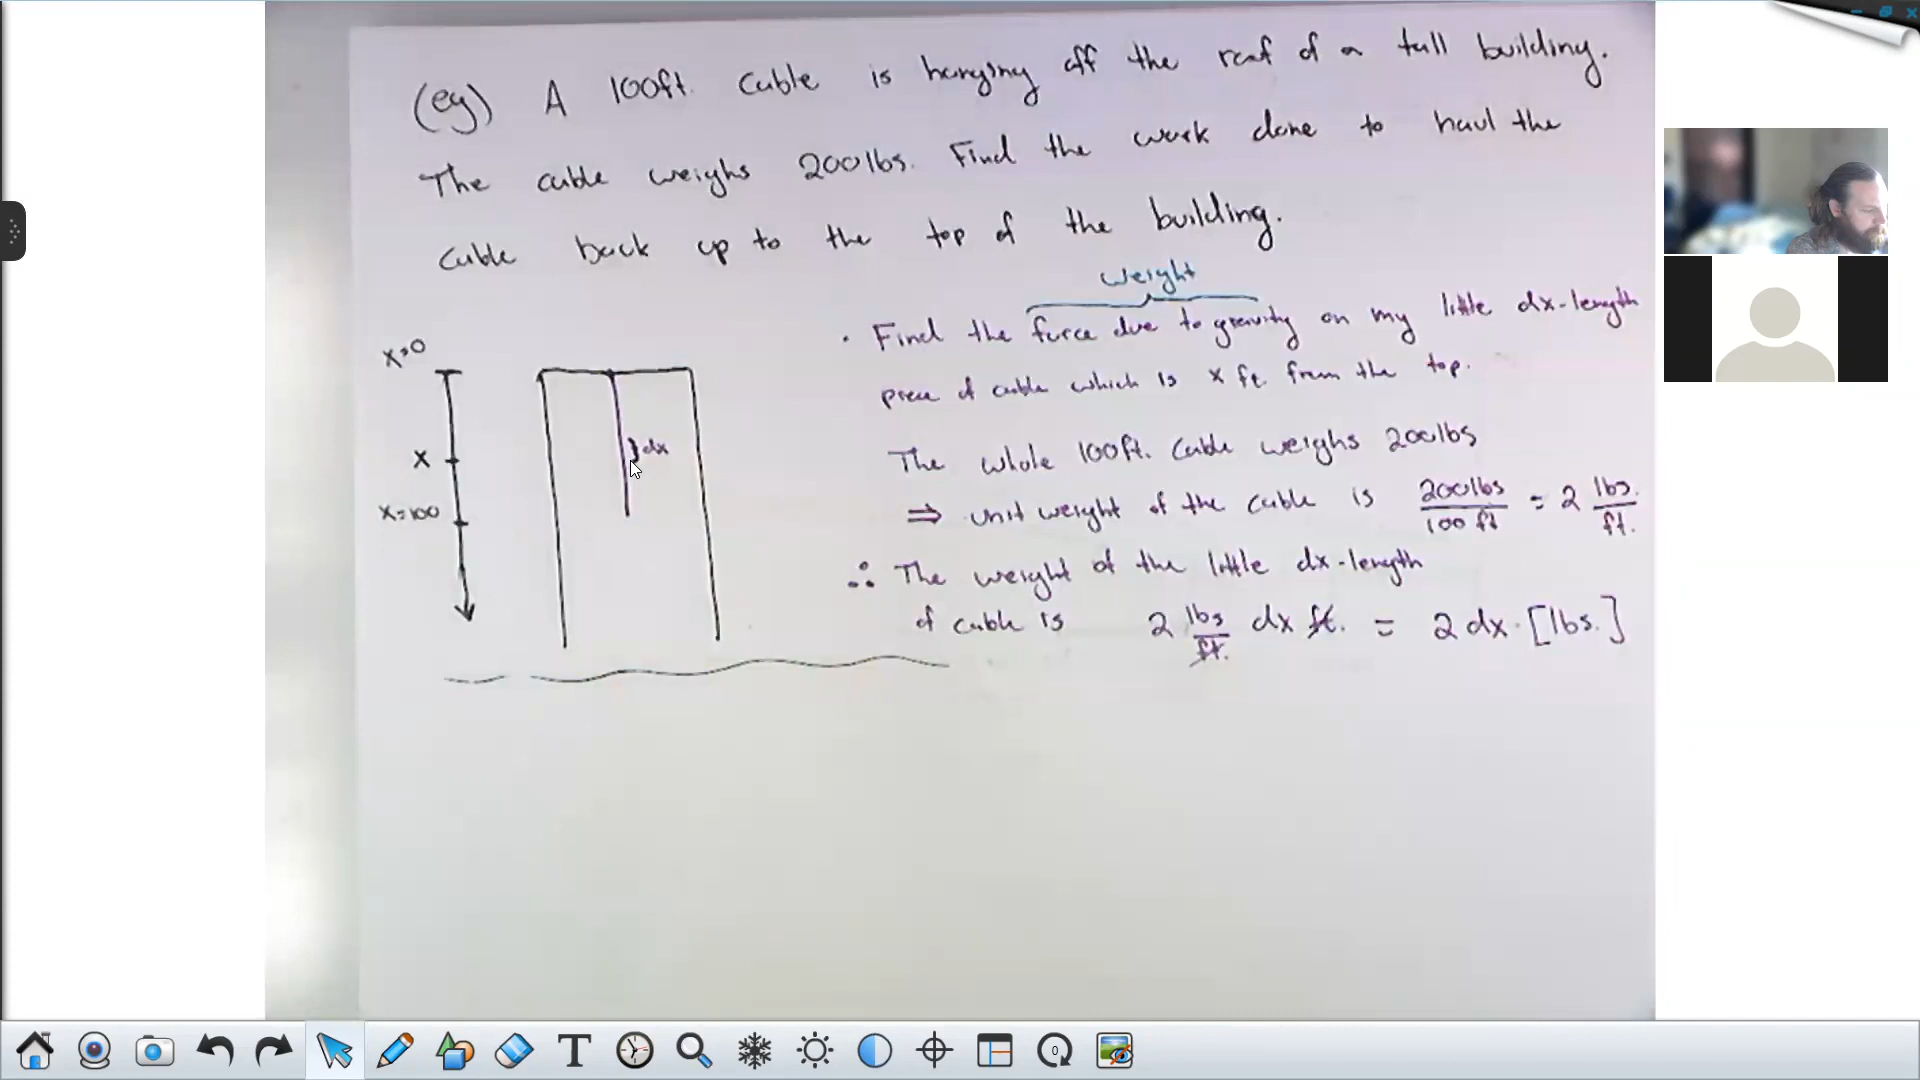 (eg) A 100ft. cable is hanging off the roof of a tall building.
The cable weighs 200lbs. Find the work done to haul the
cable back up to the top of the building.
weight
· Find the force due to gravity on my little dx-length
piece of cable which is x ft. from the top.
The whole 100ft. cable weighs 200lbs
⇒ unit weight of the cable is 200lbs/100 ft = 2 lbs./ft.
∴ The weight of the little dx-length
of cable is 2 lbs/ft. dx ft. = 2 dx · [lbs.]
x=0
x
x=100
dx
T
0